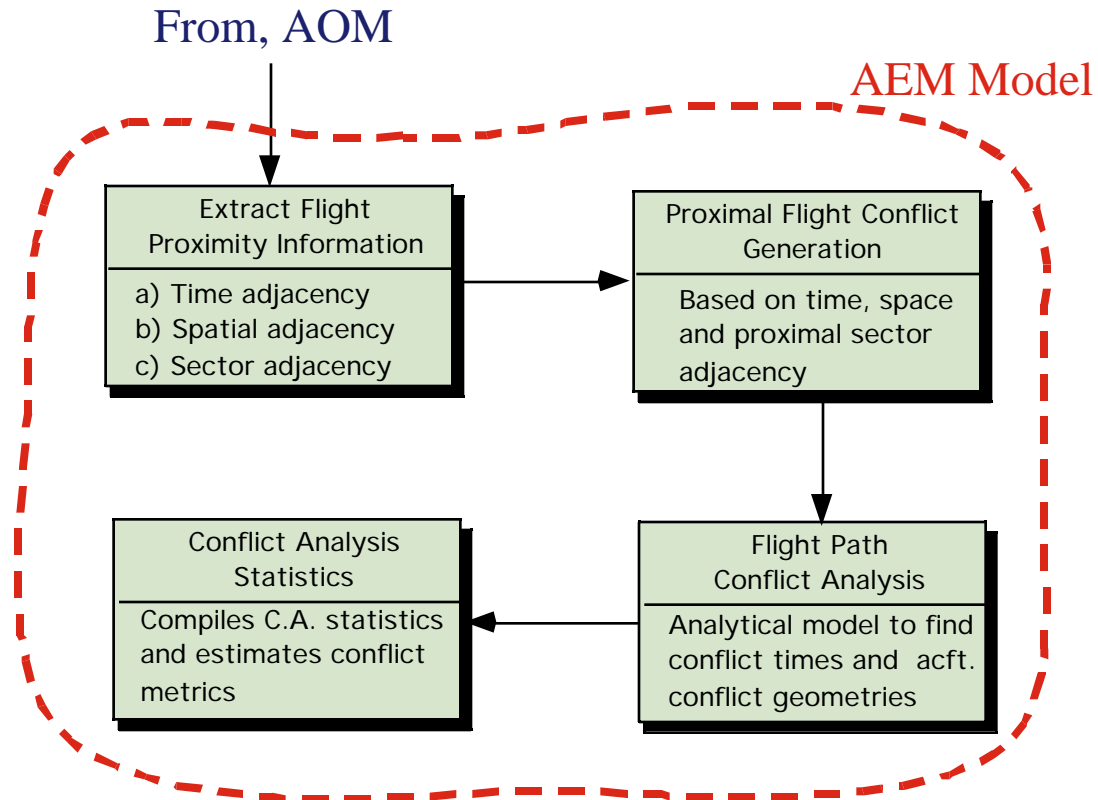 From, AOM
AEM Model
Extract Flight
Proximity Information
a) Time adjacency
b) Spatial adjacency
c) Sector adjacency
Proximal Flight Conflict
Generation
Based on time, space
and proximal sector
adjacency
Conflict Analysis
Statistics
Compiles C.A. statistics
and estimates conflict
metrics
Flight Path
Conflict Analysis
Analytical model to find
conflict times and acft.
conflict geometries